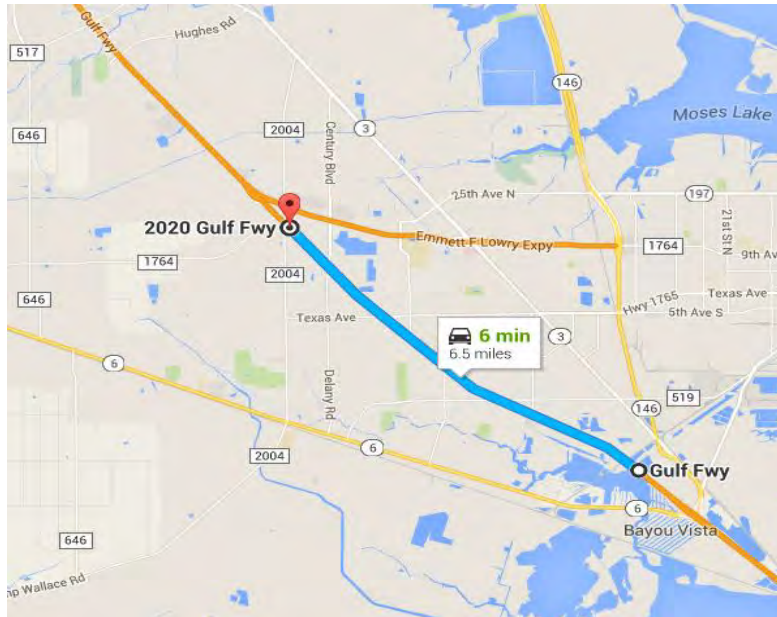 Gulf Fwy
Hughes Rd
517
146
646
2004
Century Blvd
3
Moses Lake
25th Ave N
197
2020 Gulf Fwy
Emmett F Lowry Expy
1764
21st St N
9th Av
1764
2004
Hwy 1765
Texas Ave
646
Texas Ave
5th Ave S
6 min
6.5 miles
3
6
Delany Rd
519
146
6
2004
Gulf Fwy
6
Bayou Vista
646
mp Wallace Rd